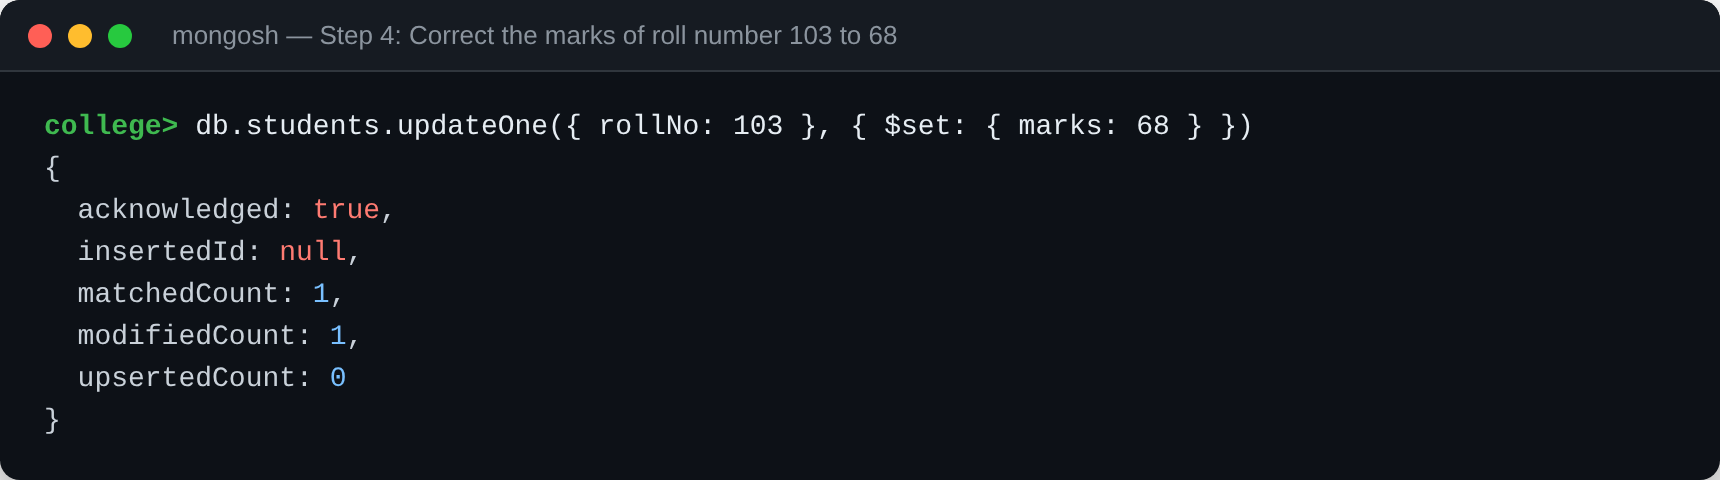 mongosh — Step 4: Correct the marks of roll number 103 to 68
college> db.students.updateOne({ rollNo: 103 }, { $set: { marks: 68 } })
{
  acknowledged: true,
  insertedId: null,
  matchedCount: 1,
  modifiedCount: 1,
  upsertedCount: 0
}